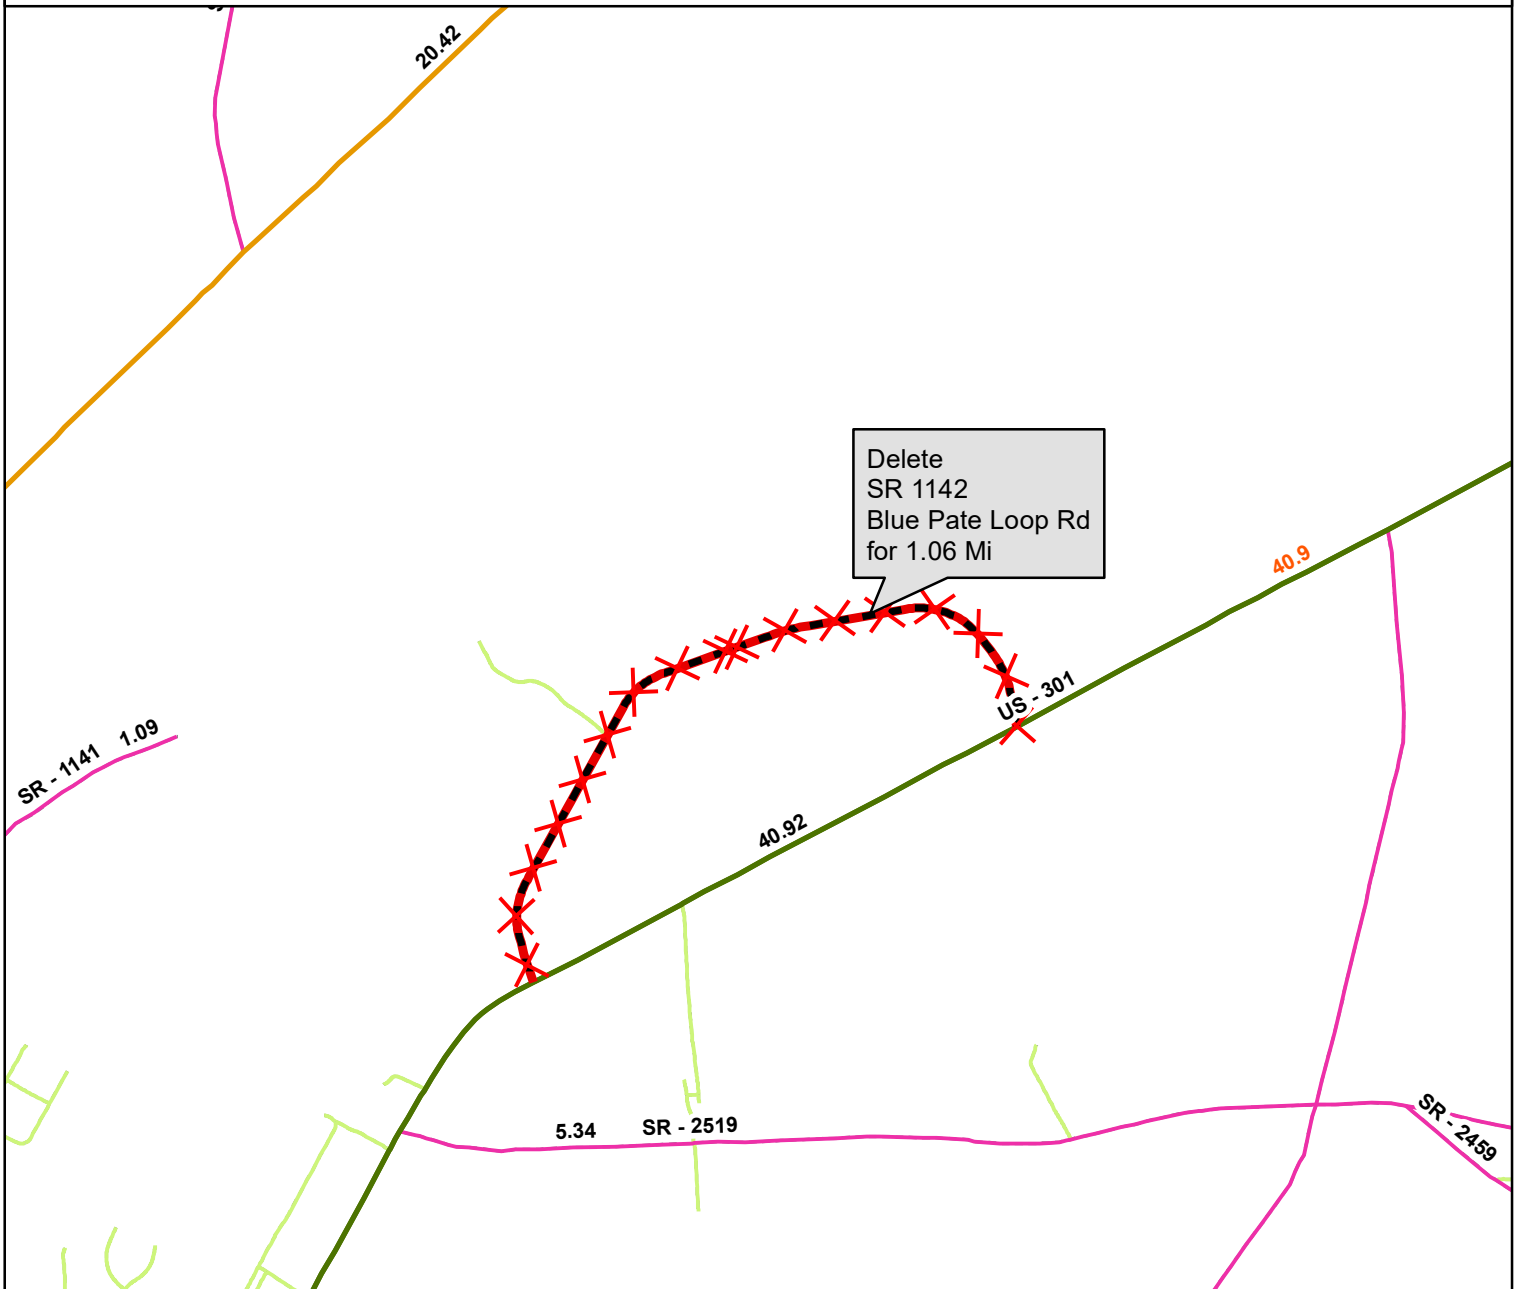 20.42
Delete
SR 1142
Blue Pate Loop Rd
for 1.06 Mi
40.9
US - 301
SR - 1141 1.09
40.92
5.34 SR - 2519
SR - 2459